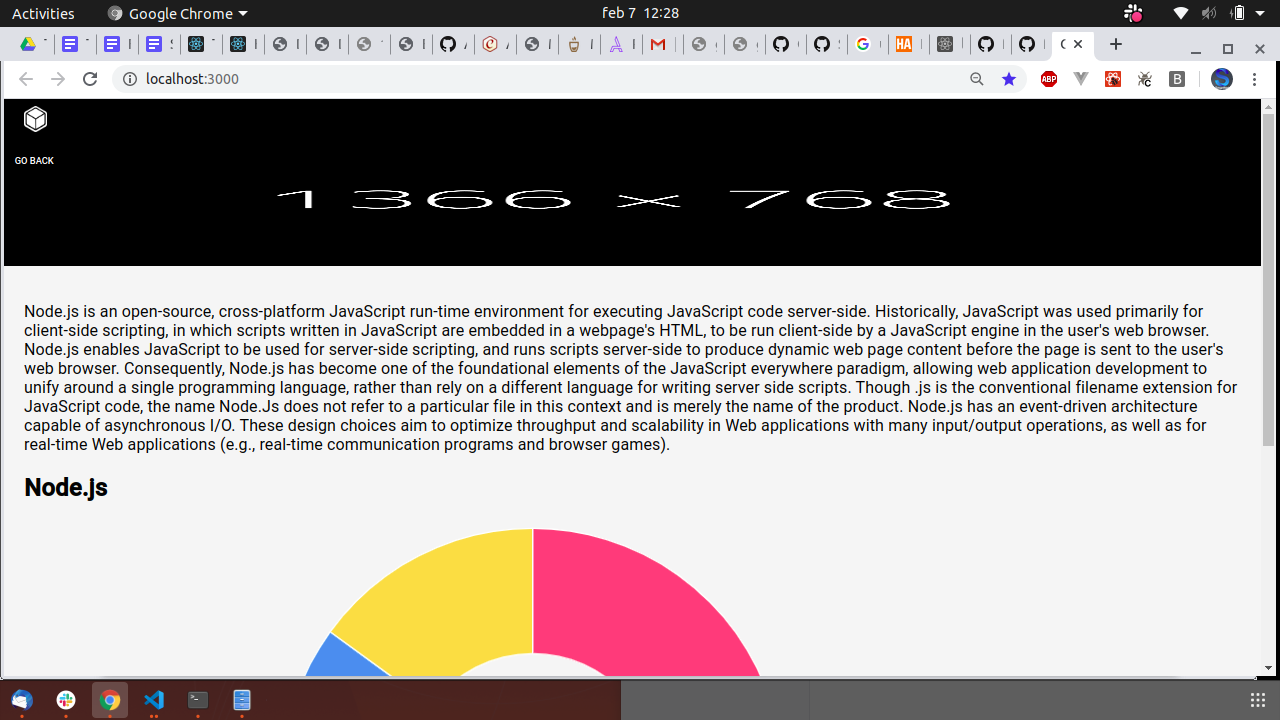 Activities Google Chrome feb 7 12:28
localhost:3000
ABP
HA
C
B
GO BACK
1366 x 768
Node.js is an open-source, cross-platform JavaScript run-time environment for executing JavaScript code server-side. Historically, JavaScript was used primarily for
client-side scripting, in which scripts written in JavaScript are embedded in a webpage's HTML, to be run client-side by a JavaScript engine in the user's web browser.
Node.js enables JavaScript to be used for server-side scripting, and runs scripts server-side to produce dynamic web page content before the page is sent to the user's
web browser. Consequently, Node.js has become one of the foundational elements of the JavaScript everywhere paradigm, allowing web application development to
unify around a single programming language, rather than rely on a different language for writing server side scripts. Though .js is the conventional filename extension for
JavaScript code, the name Node.Js does not refer to a particular file in this context and is merely the name of the product. Node.js has an event-driven architecture
capable of asynchronous I/O. These design choices aim to optimize throughput and scalability in Web applications with many input/output operations, as well as for
real-time Web applications (e.g., real-time communication programs and browser games).
Node.js